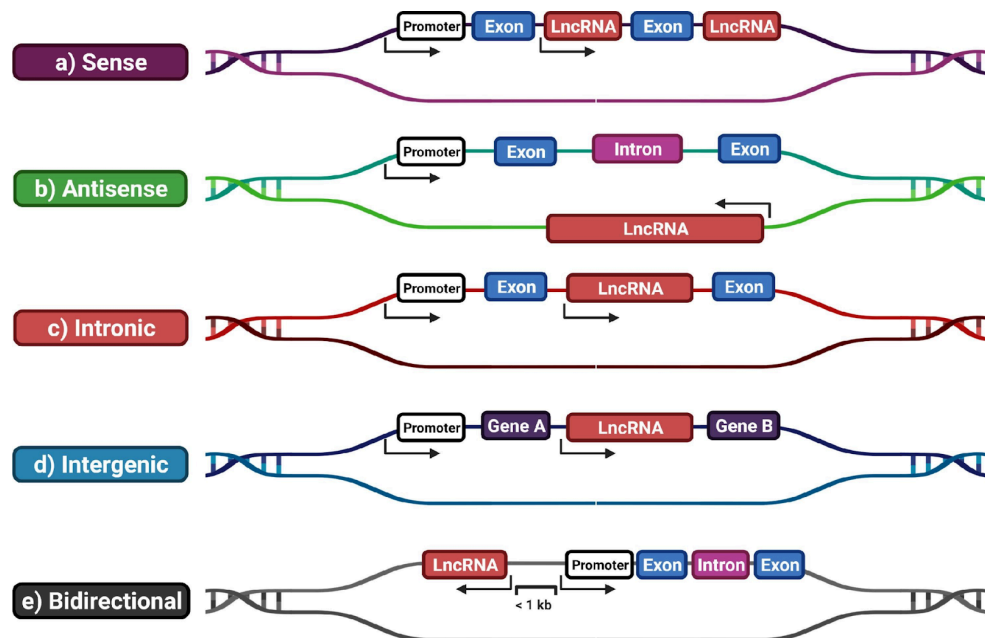 a) Sense
Promoter Exon LncRNA Exon LncRNA
b) Antisense
Promoter Exon Intron Exon
LncRNA
c) Intronic
Promoter Exon LncRNA Exon
d) Intergenic
Promoter Gene A LncRNA Gene B
e) Bidirectional
LncRNA Promoter Exon Intron Exon
< 1 kb